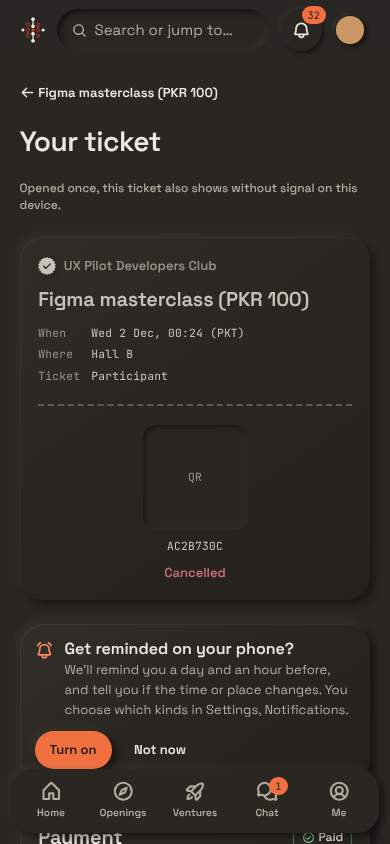 Search or jump to...
32
← Figma masterclass (PKR 100)
Your ticket
Opened once, this ticket also shows without signal on this
device.
UX Pilot Developers Club
Figma masterclass (PKR 100)
When Wed 2 Dec, 00:24 (PKT)
Where Hall B
Ticket Participant
QR
AC2B730C
Cancelled
Get reminded on your phone?
We'll remind you a day and an hour before,
and tell you if the time or place changes. You
choose which kinds in Settings, Notifications.
Turn on Not now
1
Home Openings Ventures Chat Me
Payment Paid